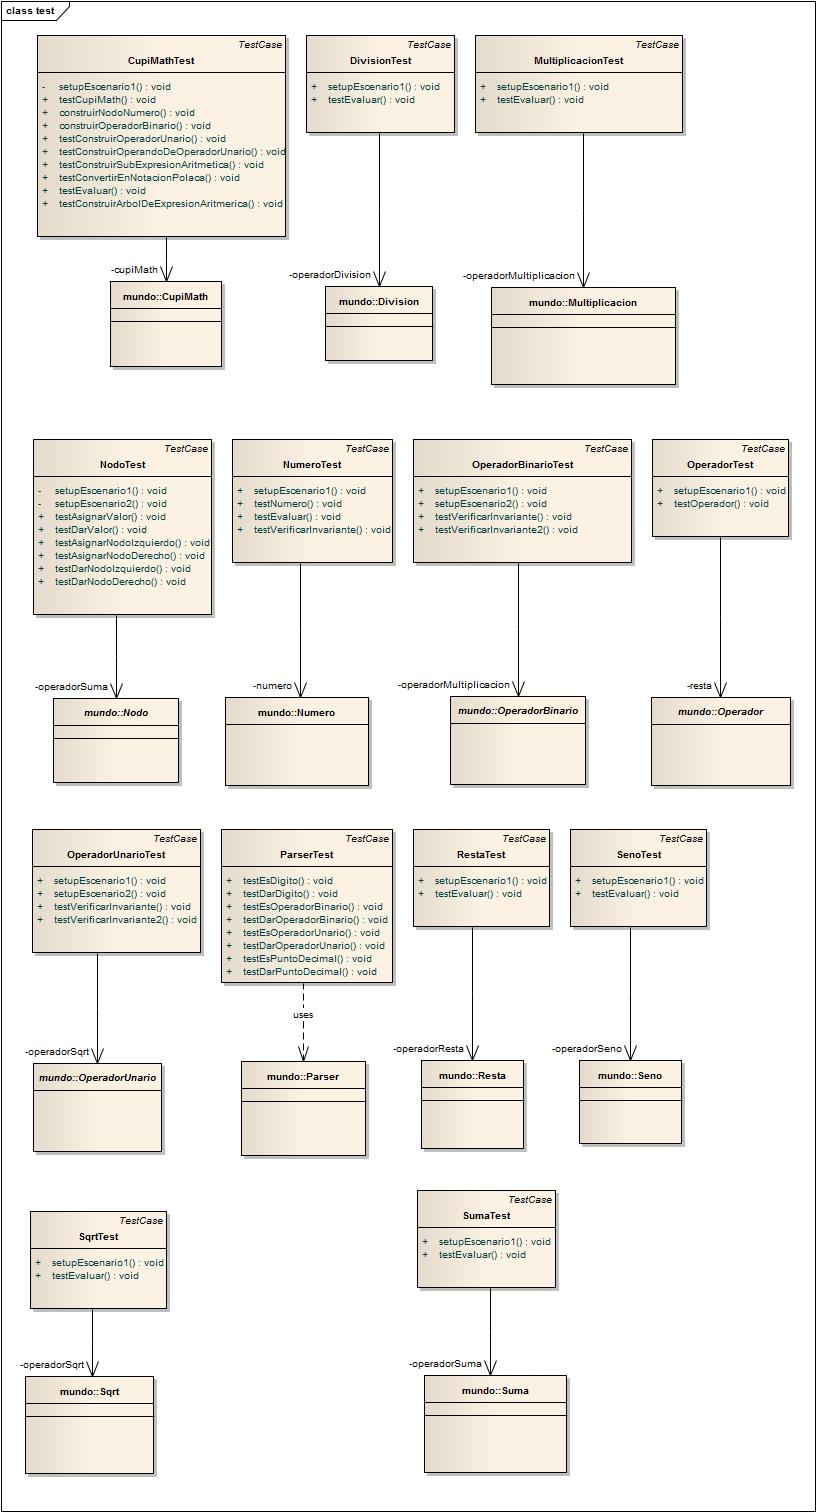 class test
TestCase
CupiMathTest
- setupEscenario1() : void
+ testCupiMath() : void
+ construirNodoNumero() : void
+ construirOperadorBinario() : void
+ testConstruirOperadorUnario() : void
+ testConstruirOperandoDeOperadorUnario() : void
+ testConstruirSubExpresionAritmetica() : void
+ testConvertirEnNotacionPolaca() : void
+ testEvaluar() : void
+ testConstruirArbolDeExpresionAritmerica() : void
-cupiMath
mundo::CupiMath
TestCase
DivisionTest
+ setupEscenario1() : void
+ testEvaluar() : void
-operadorDivision
mundo::Division
TestCase
MultiplicacionTest
+ setupEscenario1() : void
+ testEvaluar() : void
-operadorMultiplicacion
mundo::Multiplicacion
TestCase
NodoTest
- setupEscenario1() : void
- setupEscenario2() : void
+ testAsignarValor() : void
+ testDarValor() : void
+ testAsignarNodoIzquierdo() : void
+ testAsignarNodoDerecho() : void
+ testDarNodoIzquierdo() : void
+ testDarNodoDerecho() : void
-operadorSuma
mundo::Nodo
TestCase
NumeroTest
+ setupEscenario1() : void
+ testNumero() : void
+ testEvaluar() : void
+ testVerificarInvariante() : void
-numero
mundo::Numero
TestCase
OperadorBinarioTest
+ setupEscenario1() : void
+ setupEscenario2() : void
+ testVerificarInvariante() : void
+ testVerificarInvariante2() : void
-operadorMultiplicacion
mundo::OperadorBinario
TestCase
OperadorTest
+ setupEscenario1() : void
+ testOperador() : void
-resta
mundo::Operador
TestCase
OperadorUnarioTest
+ setupEscenario1() : void
+ setupEscenario2() : void
+ testVerificarInvariante() : void
+ testVerificarInvariante2() : void
-operadorSqrt
mundo::OperadorUnario
TestCase
ParserTest
+ testEsDigito() : void
+ testDarDigito() : void
+ testEsOperadorBinario() : void
+ testDarOperadorBinario() : void
+ testEsOperadorUnario() : void
+ testDarOperadorUnario() : void
+ testEsPuntoDecimal() : void
+ testDarPuntoDecimal() : void
uses
mundo::Parser
TestCase
RestaTest
+ setupEscenario1() : void
+ testEvaluar() : void
-operadorResta
mundo::Resta
TestCase
SenoTest
+ setupEscenario1() : void
+ testEvaluar() : void
-operadorSeno
mundo::Seno
TestCase
SqrtTest
+ setupEscenario1() : void
+ testEvaluar() : void
-operadorSqrt
mundo::Sqrt
TestCase
SumaTest
+ setupEscenario1() : void
+ testEvaluar() : void
-operadorSuma
mundo::Suma